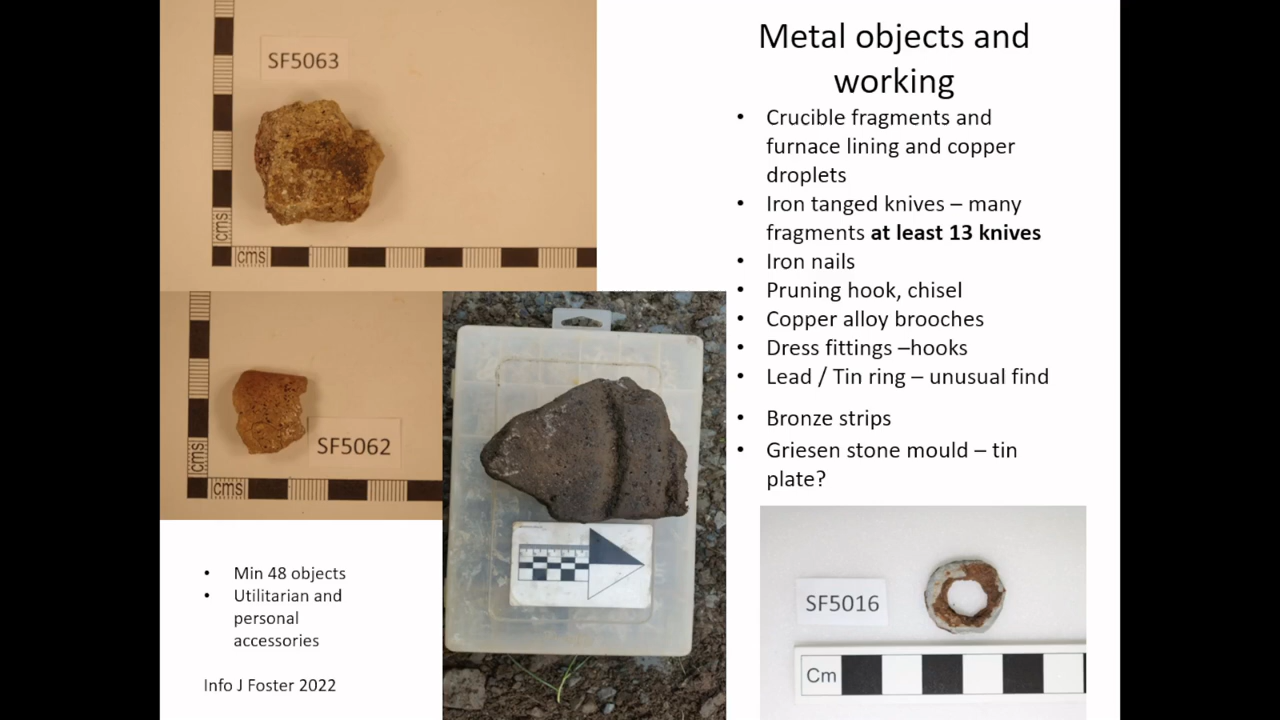 Metal objects and
working
• Crucible fragments and
furnace lining and copper
droplets
• Iron tanged knives – many
fragments at least 13 knives
• Iron nails
• Pruning hook, chisel
• Copper alloy brooches
• Dress fittings –hooks
• Lead / Tin ring – unusual find
• Bronze strips
• Griesen stone mould – tin
plate?
SF5063
cms
cms
SF5062
cms
cms
• Min 48 objects
• Utilitarian and
personal
accessories
Info J Foster 2022
SF5016
Cm